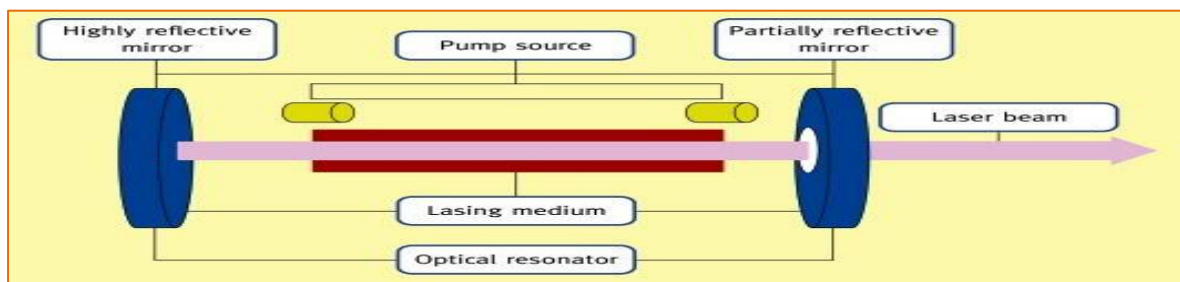 Highly reflective
mirror
Pump source
Partially reflective
mirror
Laser beam
Lasing medium
Optical resonator